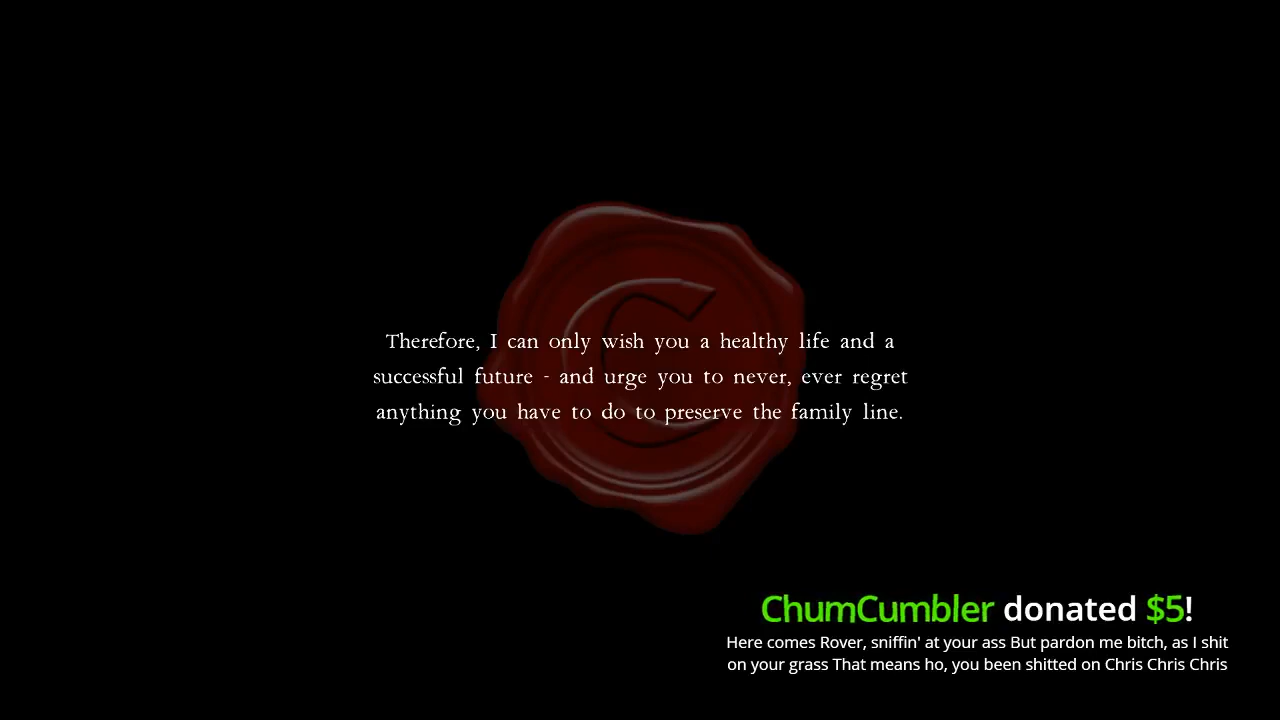 Therefore, I can only wish you a healthy life and a
successful future - and urge you to never, ever regret
anything you have to do to preserve the family line.
ChumCumbler donated $5!
Here comes Rover, sniffin' at your ass But pardon me bitch, as I shit
on your grass That means ho, you been shitted on Chris Chris Chris